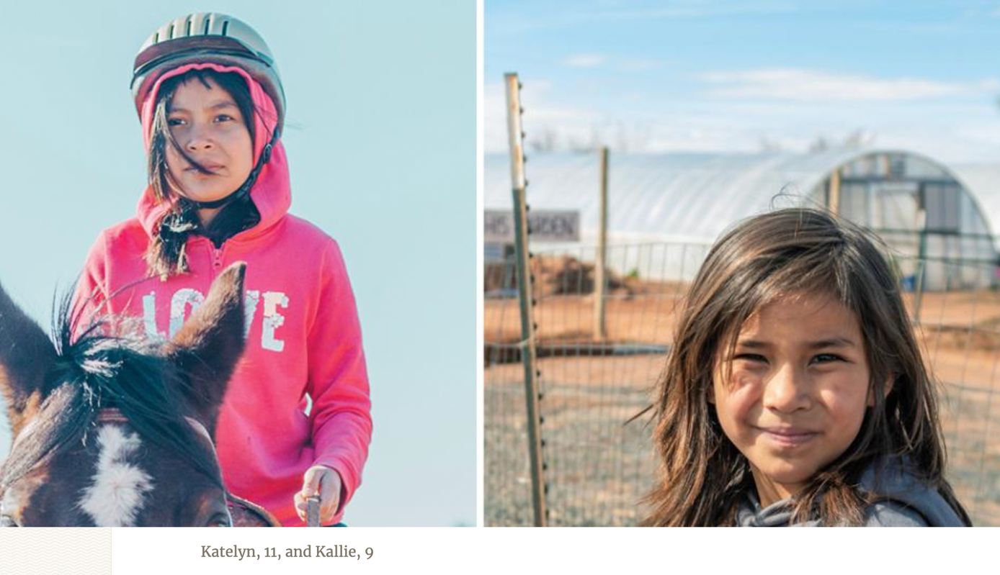 LOVE
Katelyn, 11, and Kallie, 9